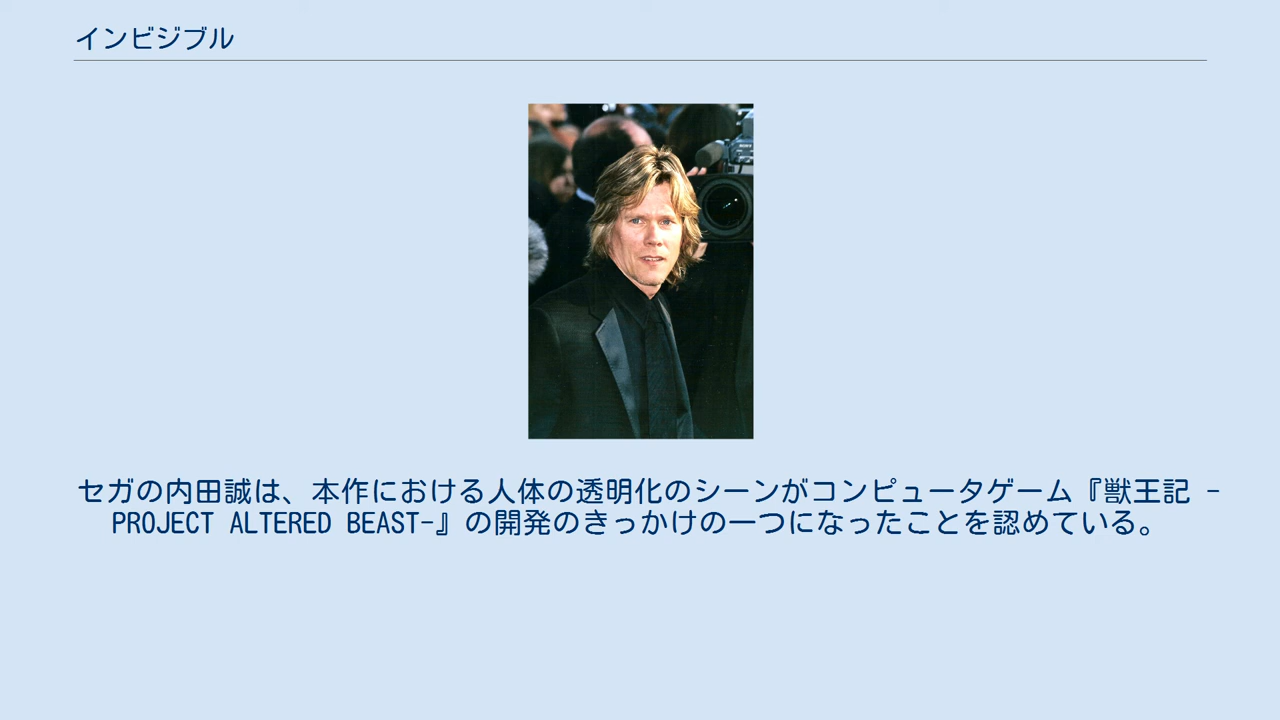 インビジブル
セガの内田誠は、本作における人体の透明化のシーンがコンピュータゲーム『獣王記 -
PROJECT ALTERED BEAST-』の開発のきっかけの一つになったことを認めている。